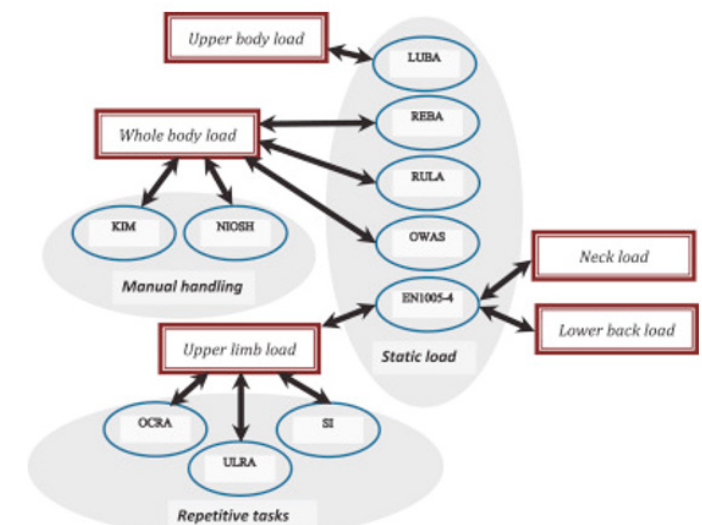 Upper body load
LUBA
REBA
Whole body load
RULA
KIM
NIOSH
OWAS
Neck load
Manual handling
EN1005-4
Lower back load
Upper limb load
Static load
OCRA
SI
ULRA
Repetitive tasks